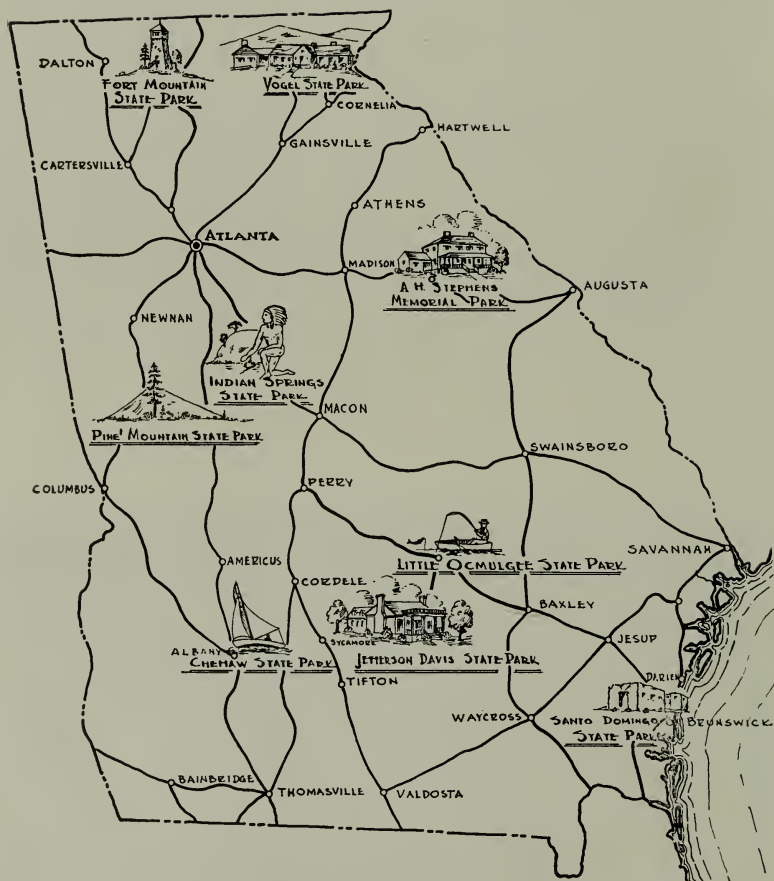 DALTON
FORT MOUNTAIN
STATE PARK
VOGEL STATE PARK
CORNELIA
HARTWELL
GAINSVILLE
CARTERSVILLE
ATHENS
ATLANTA
MADISON
A H. STEPHENS
MEMORIAL PARK
AUGUSTA
NEWNAN
INDIAN SPRINGS
STATE PARK
MACON
PINE' MOUNTAIN STATE PARK
SWAINSBORO
COLUMBUS
PERRY
SAVANNAH
LITTLE OCMULGEE STATE PARK
AMERICUS
CORDELE
BAXLEY
JESUP
SYCAMORE
JEFFERSON DAVIS STATE PARK
ALBANY
CHEHAW STATE PARK
TIFTON
DARIEN
WAYCROSS
SANTO DOMINGO
STATE PARK
BRUNSWICK
BAINBRIDGE
THOMASVILLE
VALDOSTA